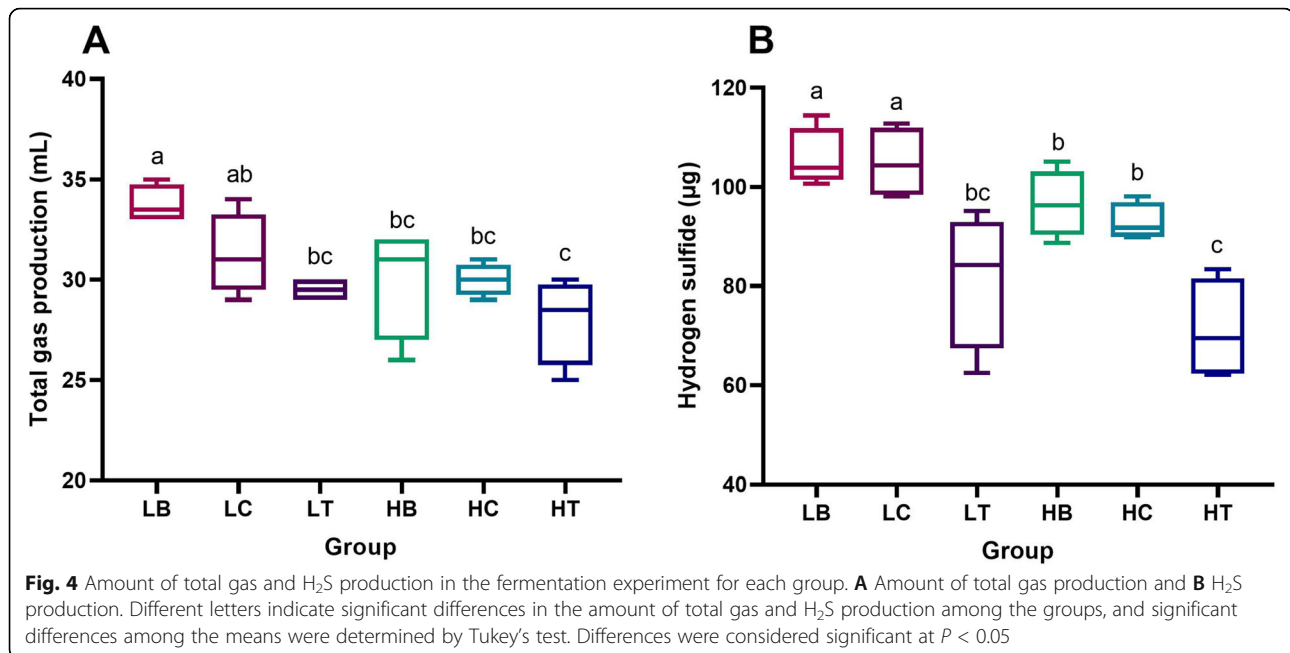 A
B
Total gas production (mL)
40
35
30
25
20
a
ab
bc
bc
bc
c
LB LC LT HB HC HT
Group
Hydrogen sulfide (µg)
120
100
80
60
40
a
a
bc
b
b
c
LB LC LT HB HC HT
Group
Fig. 4 Amount of total gas and H₂S production in the fermentation experiment for each group. A Amount of total gas production and B H₂S
production. Different letters indicate significant differences in the amount of total gas and H₂S production among the groups, and significant
differences among the means were determined by Tukey's test. Differences were considered significant at P < 0.05